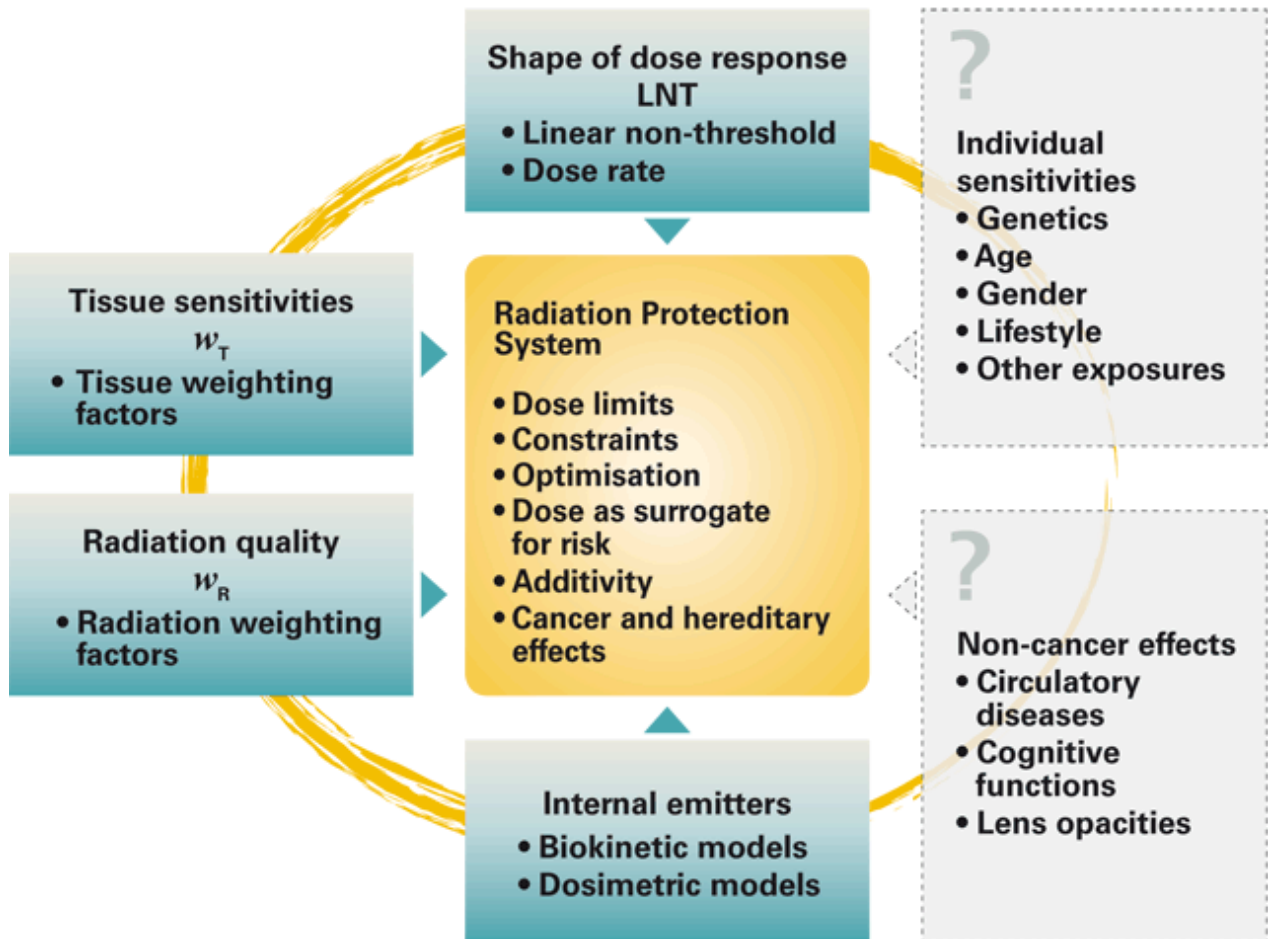 Shape of dose response
LNT
• Linear non-threshold
• Dose rate
Tissue sensitivities
wT
• Tissue weighting
factors
Radiation quality
wR
• Radiation weighting
factors
Radiation Protection
System
• Dose limits
• Constraints
• Optimisation
• Dose as surrogate
for risk
• Additivity
• Cancer and hereditary
effects
Internal emitters
• Biokinetic models
• Dosimetric models
?
Individual
sensitivities
• Genetics
• Age
• Gender
• Lifestyle
• Other exposures
?
Non-cancer effects
• Circulatory
diseases
• Cognitive
functions
• Lens opacities